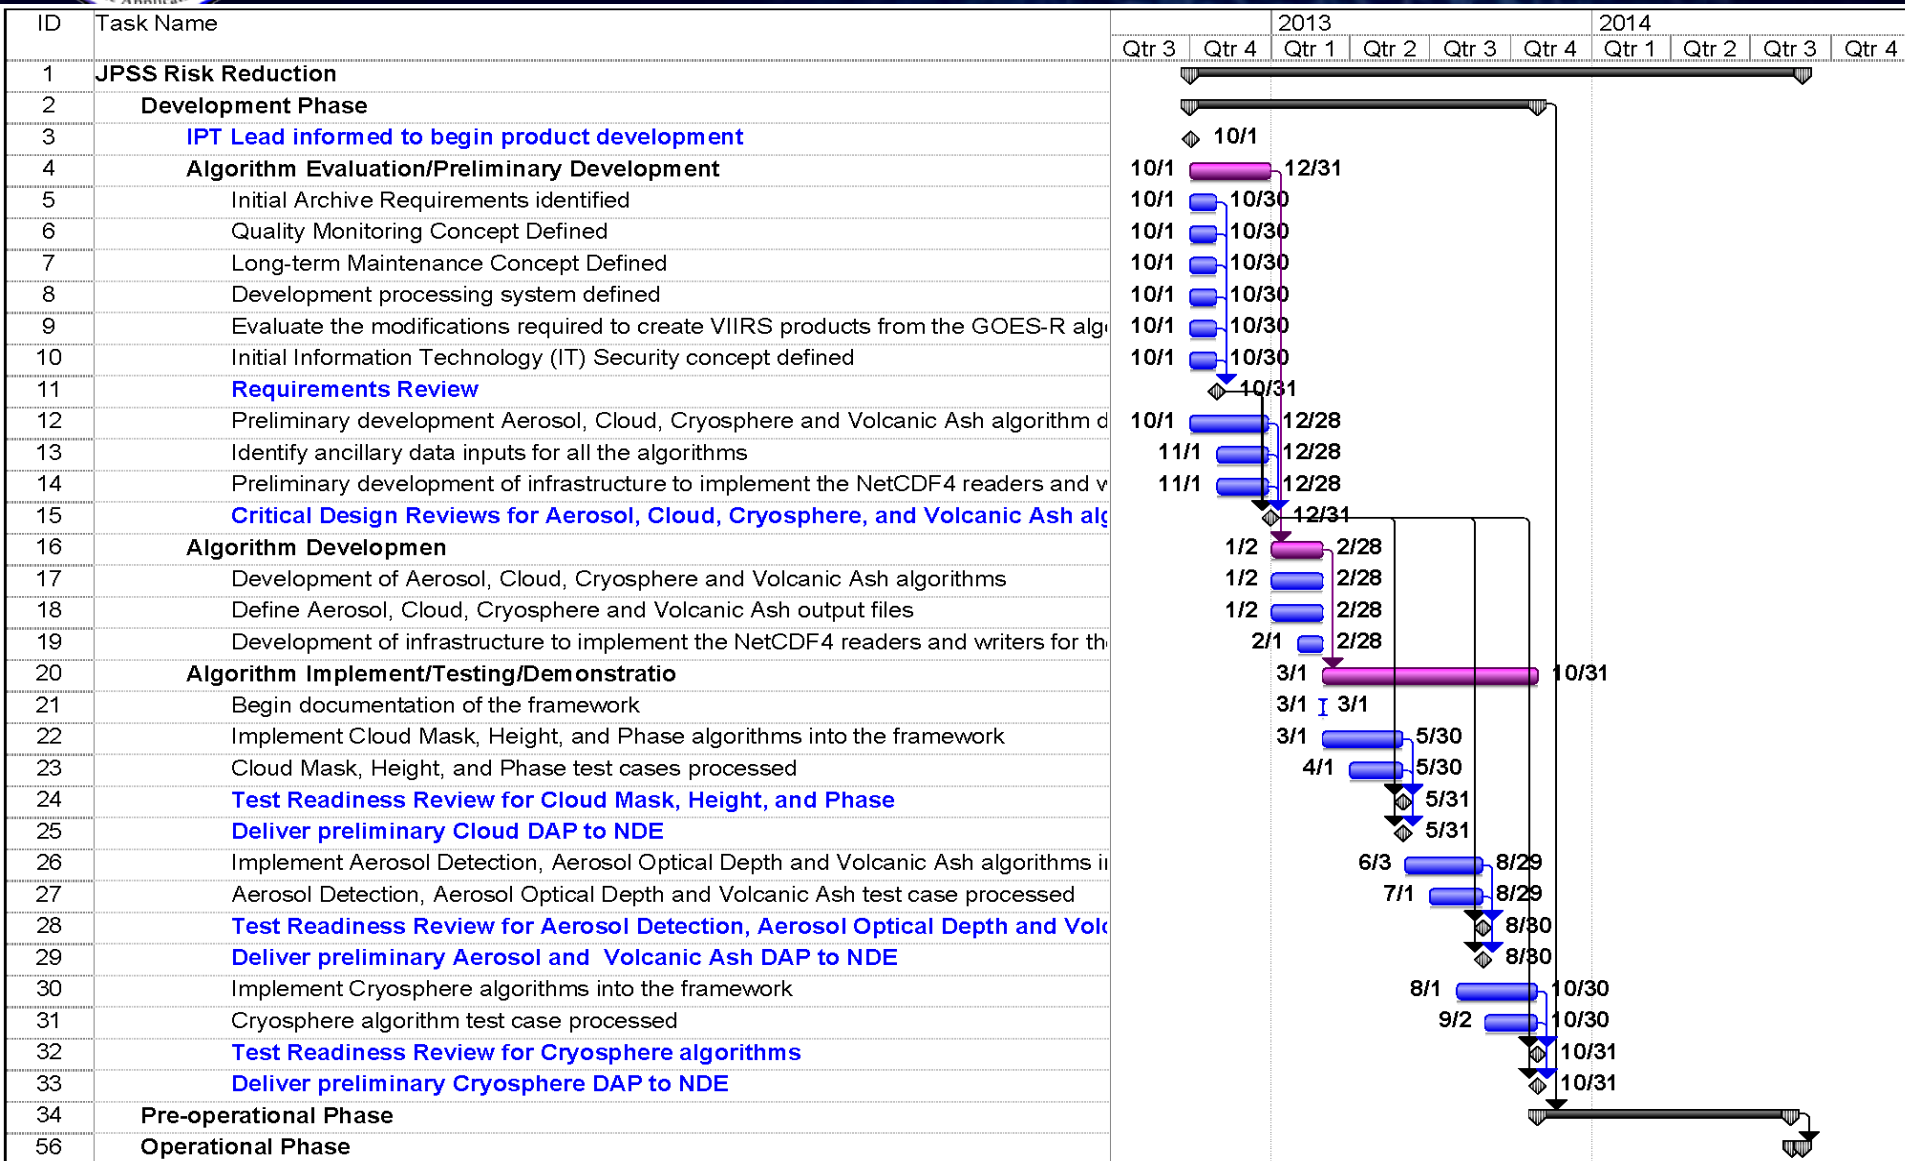 ID Task Name 2013 2014
Qtr 3 Qtr 4 Qtr 1 Qtr 2 Qtr 3 Qtr 4 Qtr 1 Qtr 2 Qtr 3 Qtr 4
1 JPSS Risk Reduction
2 Development Phase
3 IPT Lead informed to begin product development 10/1
4 Algorithm Evaluation/Preliminary Development 10/1 12/31
5 Initial Archive Requirements identified 10/1 10/30
6 Quality Monitoring Concept Defined 10/1 10/30
7 Long-term Maintenance Concept Defined 10/1 10/30
8 Development processing system defined 10/1 10/30
9 Evaluate the modifications required to create VIIRS products from the GOES-R alg 10/1 10/30
10 Initial Information Technology (IT) Security concept defined 10/1 10/30
11 Requirements Review 10/31
12 Preliminary development Aerosol, Cloud, Cryosphere and Volcanic Ash algorithm d 10/1 12/28
13 Identify ancillary data inputs for all the algorithms 11/1 12/28
14 Preliminary development of infrastructure to implement the NetCDF4 readers and w 11/1 12/28
15 Critical Design Reviews for Aerosol, Cloud, Cryosphere, and Volcanic Ash alg 12/31
16 Algorithm Developmen 1/2 2/28
17 Development of Aerosol, Cloud, Cryosphere and Volcanic Ash algorithms 1/2 2/28
18 Define Aerosol, Cloud, Cryosphere and Volcanic Ash output files 1/2 2/28
19 Development of infrastructure to implement the NetCDF4 readers and writers for th 2/1 2/28
20 Algorithm Implement/Testing/Demonstratio 3/1 10/31
21 Begin documentation of the framework 3/1 3/1
22 Implement Cloud Mask, Height, and Phase algorithms into the framework 3/1 5/30
23 Cloud Mask, Height, and Phase test cases processed 4/1 5/30
24 Test Readiness Review for Cloud Mask, Height, and Phase 5/31
25 Deliver preliminary Cloud DAP to NDE 5/31
26 Implement Aerosol Detection, Aerosol Optical Depth and Volcanic Ash algorithms i 6/3 8/29
27 Aerosol Detection, Aerosol Optical Depth and Volcanic Ash test case processed 7/1 8/29
28 Test Readiness Review for Aerosol Detection, Aerosol Optical Depth and Volc 8/30
29 Deliver preliminary Aerosol and Volcanic Ash DAP to NDE 8/30
30 Implement Cryosphere algorithms into the framework 8/1 10/30
31 Cryosphere algorithm test case processed 9/2 10/30
32 Test Readiness Review for Cryosphere algorithms 10/31
33 Deliver preliminary Cryosphere DAP to NDE 10/31
34 Pre-operational Phase
56 Operational Phase